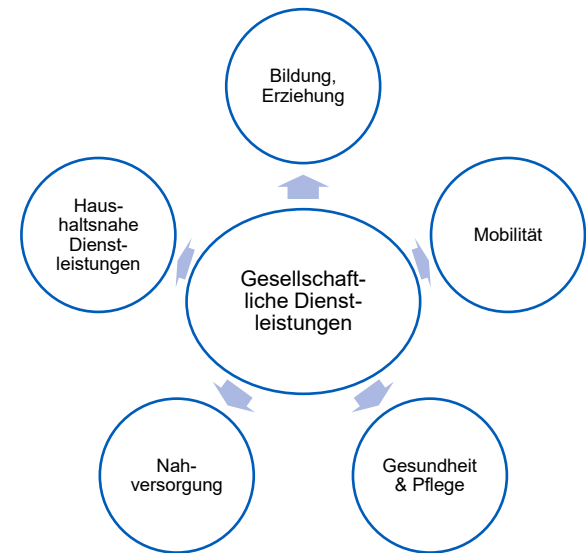 Bildung,
Erziehung
Haus-
haltsnahe
Dienst-
leistungen
Mobilität
Gesellschaft-
liche Dienst-
leistungen
Nah-
versorgung
Gesundheit
& Pflege